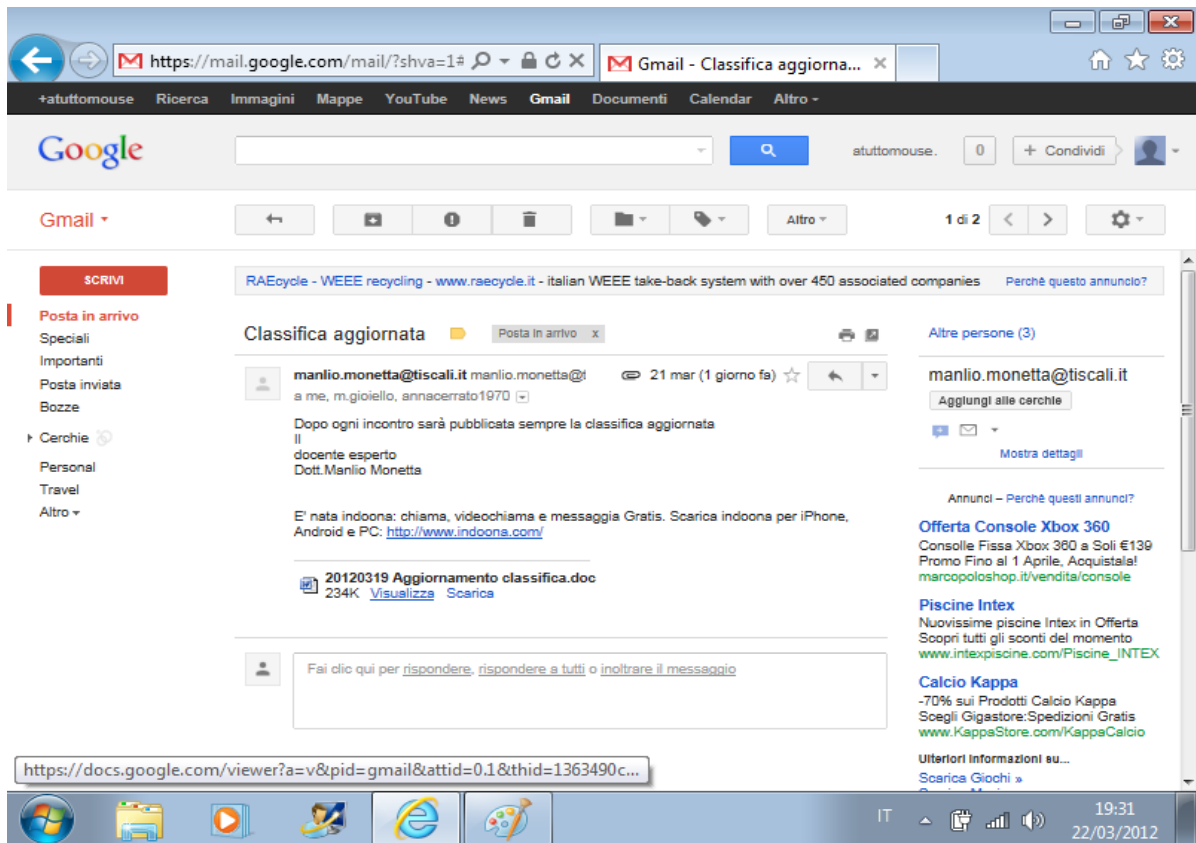 https://mail.google.com/mail/?shva=1#
Gmail - Classifica aggiorna...
+atuttomouse Ricerca Immagini Mappe YouTube News Gmail Documenti Calendar Altro
Google
atuttomouse.
0
+ Condividi
Gmail
Altro
1 di 2
SCRIVI
Posta in arrivo
Speciali
Importanti
Posta inviata
Bozze
Cerchie
Personal
Travel
Altro
RAEcycle - WEEE recycling - www.raecycle.it - italian WEEE take-back system with over 450 associated companies
Perché questo annuncio?
Classifica aggiornata
Posta in arrivo x
manlio.monetta@tiscali.it manlio.monetta@t
21 mar (1 giorno fa)
a me, m.gioiello, annacerrato1970
Dopo ogni incontro sarà pubblicata sempre la classifica aggiornata
Il
docente esperto
Dott.Manlio Monetta
E' nata indoona: chiama, videochiama e messaggia Gratis. Scarica indoona per iPhone,
Android e PC: http://www.indoona.com/
20120319 Aggiornamento classifica.doc
234K Visualizza Scarica
Fai clic qui per rispondere, rispondere a tutti o inoltrare il messaggio
Altre persone (3)
manlio.monetta@tiscali.it
Aggiungi alle cerchie
Mostra dettagli
Annunci – Perché questi annunci?
Offerta Console Xbox 360
Consolle Fissa Xbox 360 a Soli €139
Promo Fino al 1 Aprile, Acquistala!
marcopoloshop.it/vendita/console
Piscine Intex
Nuovissime piscine Intex in Offerta
Scopri tutti gli sconti del momento
www.intexpiscine.com/Piscine_INTEX
Calcio Kappa
-70% sui Prodotti Calcio Kappa
Scegli Gigastore:Spedizioni Gratis
www.KappaStore.com/KappaCalcio
Ulteriori informazioni su...
Scarica Giochi »
https://docs.google.com/viewer?a=v&pid=gmail&attid=0.1&thid=1363490c...
IT
19:31
22/03/2012